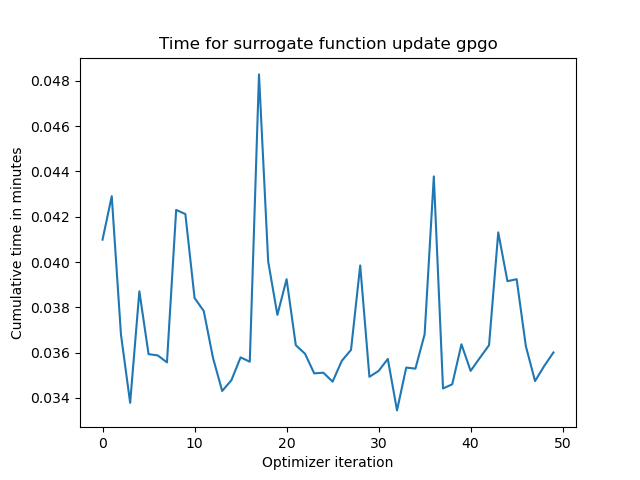 Time for surrogate function update gpgo
Cumulative time in minutes
0.048
0.046
0.044
0.042
0.040
0.038
0.036
0.034
0 10 20 30 40 50
Optimizer iteration